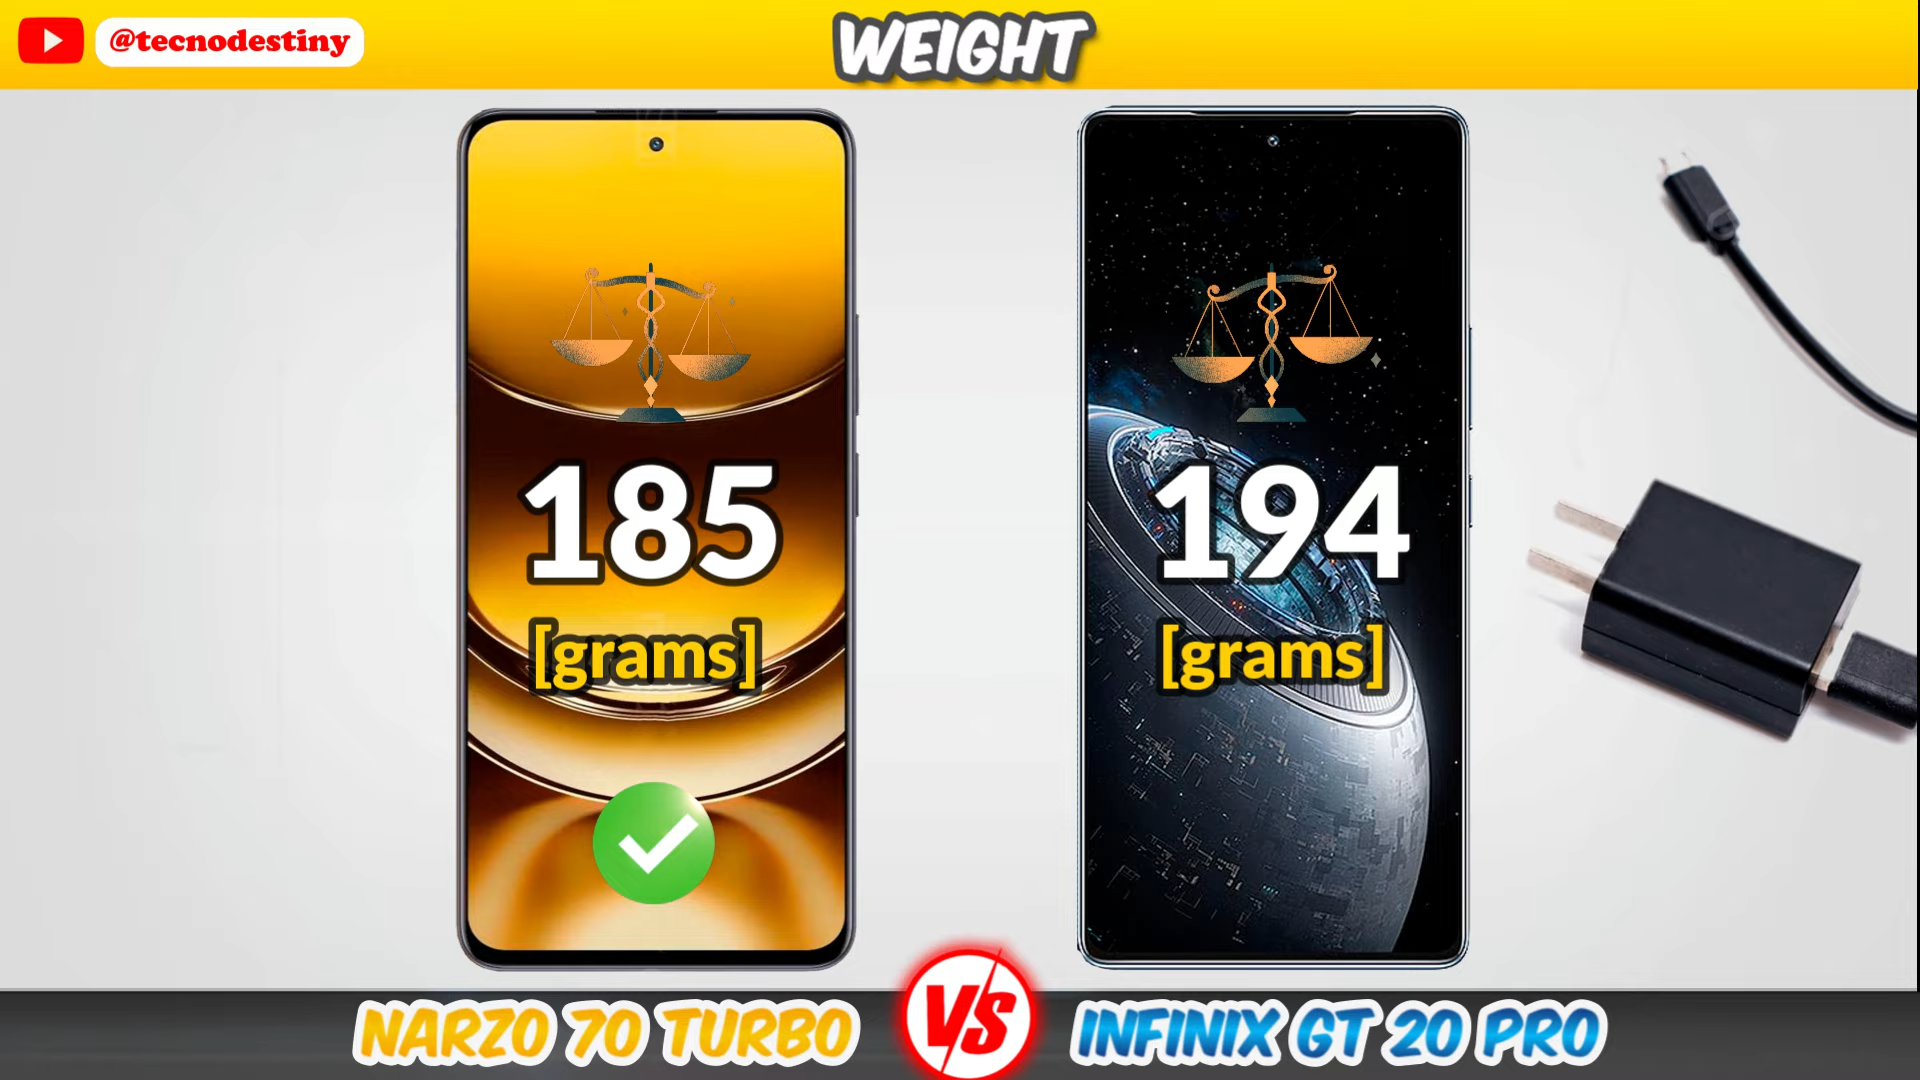 @tecnodestiny
WEIGHT
185
[grams]
194
[grams]
NARZO 70 TURBO
VS
INFINIX GT 20 PRO